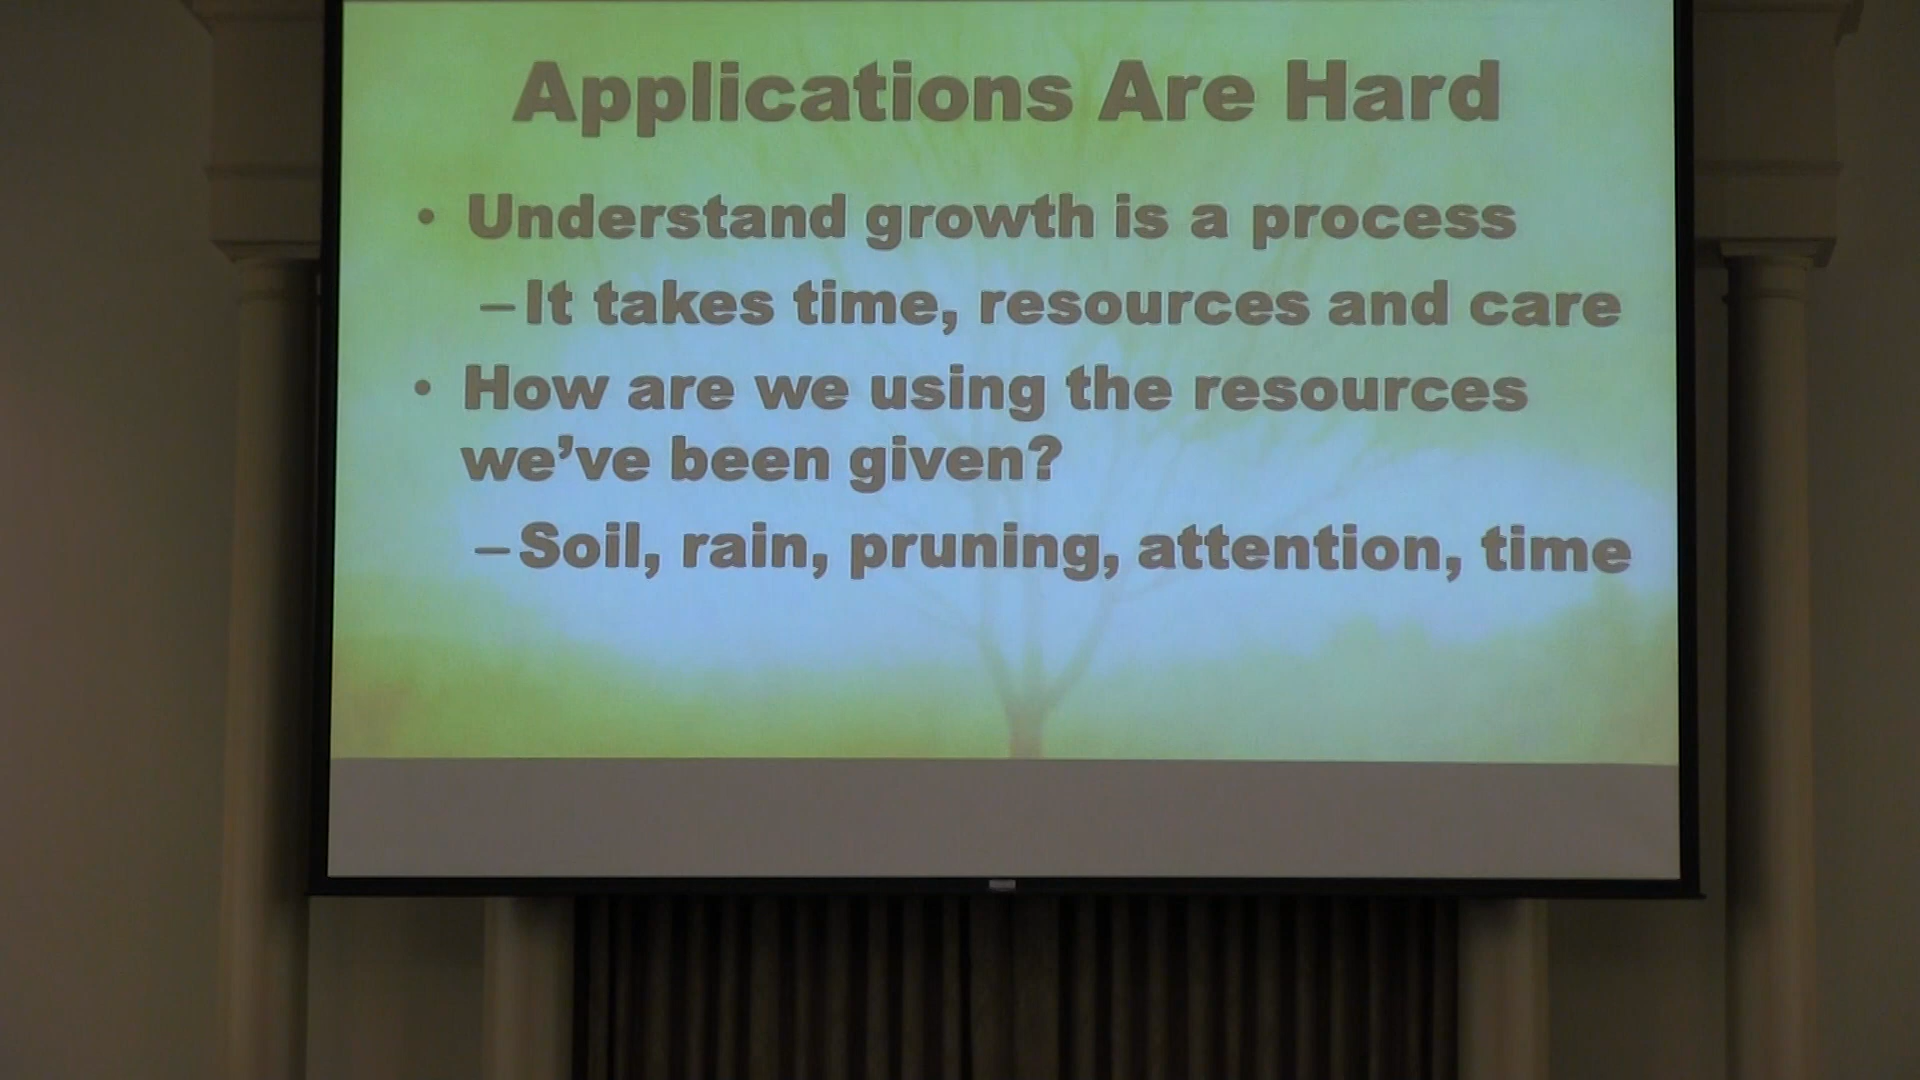 Applications Are Hard
• Understand growth is a process
– It takes time, resources and care
• How are we using the resources
we’ve been given?
– Soil, rain, pruning, attention, time